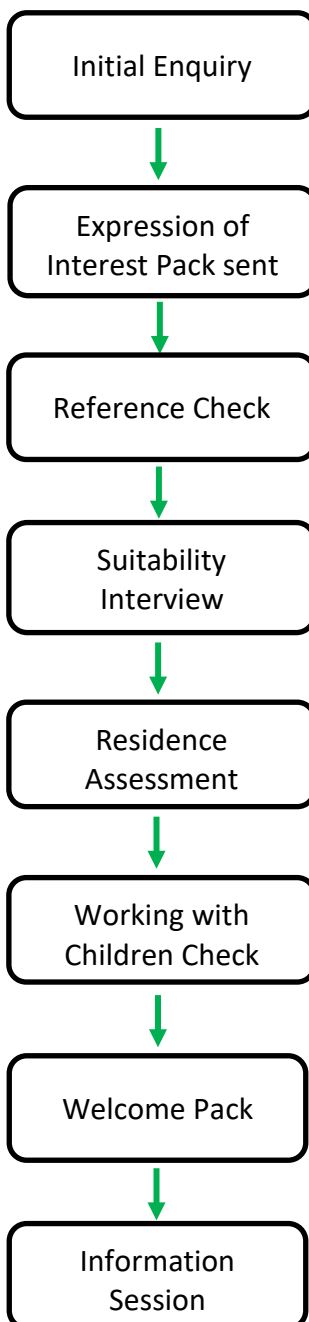 Initial Enquiry
Expression of
Interest Pack sent
Reference Check
Suitability
Interview
Residence
Assessment
Working with
Children Check
Welcome Pack
Information
Session